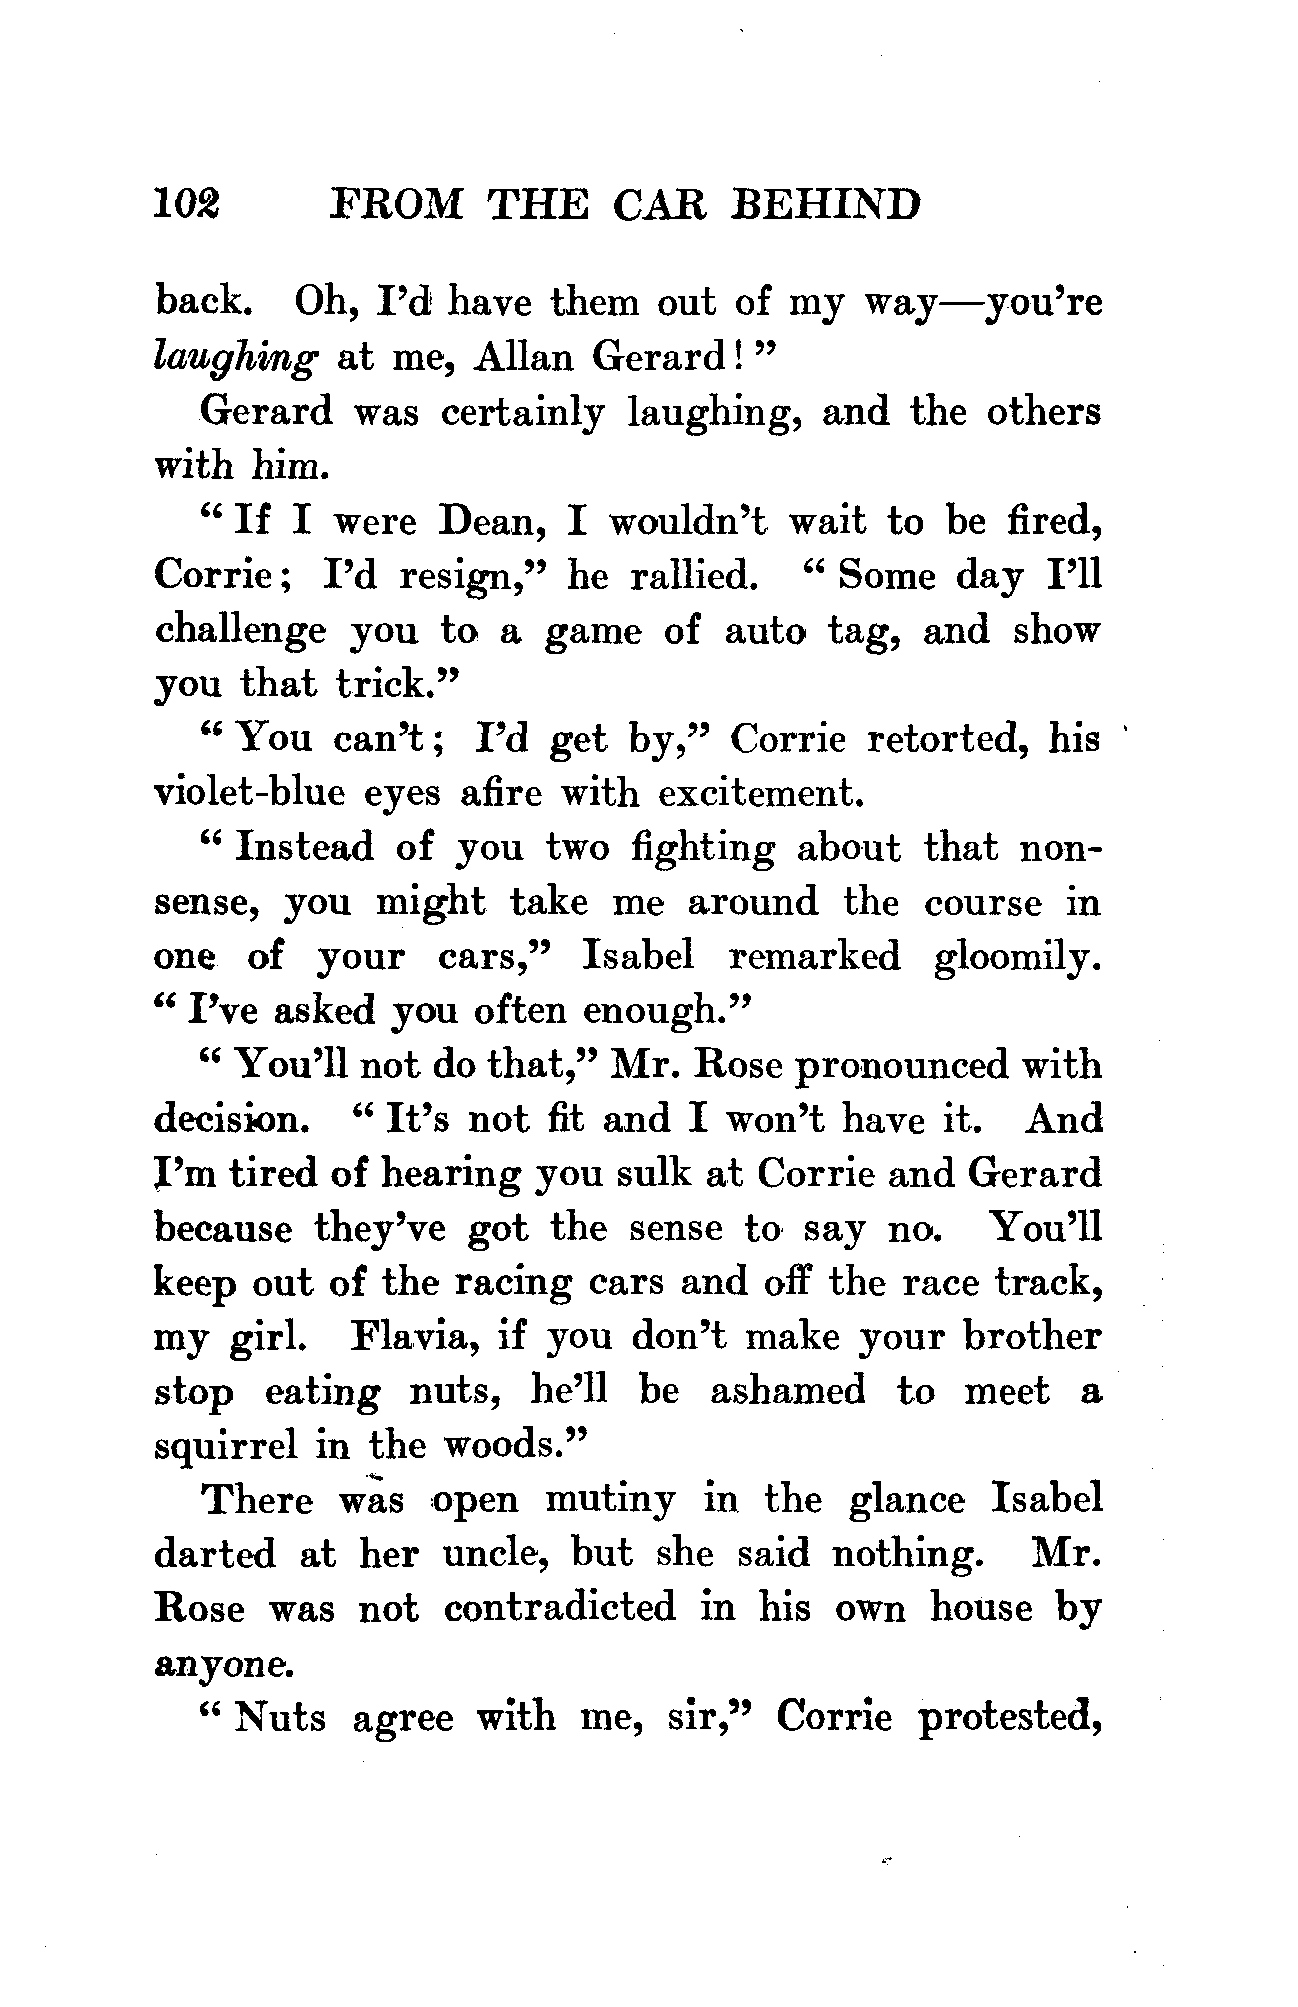 102 FROM THE CAR BEHIND
back. Oh, I'd have them out of my way—you're
laughing at me, Allan Gerard! "
Gerard was certainly laughing, and the others
with him.
" If I were Dean, I wouldn't wait to be fired,
Corrie; I'd resign," he rallied. " Some day I'll
challenge you to a game of auto tag, and show
you that trick."
" You can't; I'd get by," Corrie retorted, his
violet-blue eyes afire with excitement.
" Instead of you two fighting about that non-
sense, you might take me around the course in
one of your cars," Isabel remarked gloomily.
" I've asked you often enough."
" You'll not do that," Mr. Rose pronounced with
decision. " It's not fit and I won't have it. And
I'm tired of hearing you sulk at Corrie and Gerard
because they've got the sense to say no. You'll
keep out of the racing cars and off the race track,
my girl. Flavia, if you don't make your brother
stop eating nuts, he'll be ashamed to meet a
squirrel in the woods."
There was open mutiny in the glance Isabel
darted at her uncle, but she said nothing. Mr.
Rose was not contradicted in his own house by
anyone.
" Nuts agree with me, sir," Corrie protested,